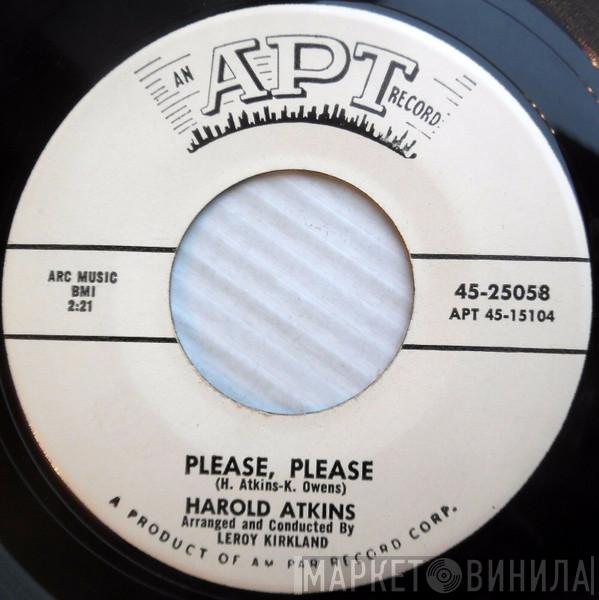 AN APT RECORD
ARC MUSIC
BMI
2:21
45-25058
APT 45-15104
PLEASE, PLEASE
(H. Atkins-K. Owens)
HAROLD ATKINS
Arranged and Conducted By
LEROY KIRKLAND
A PRODUCT OF AM PAR RECORD CORP.
МАРКЕТ ВИНИЛА